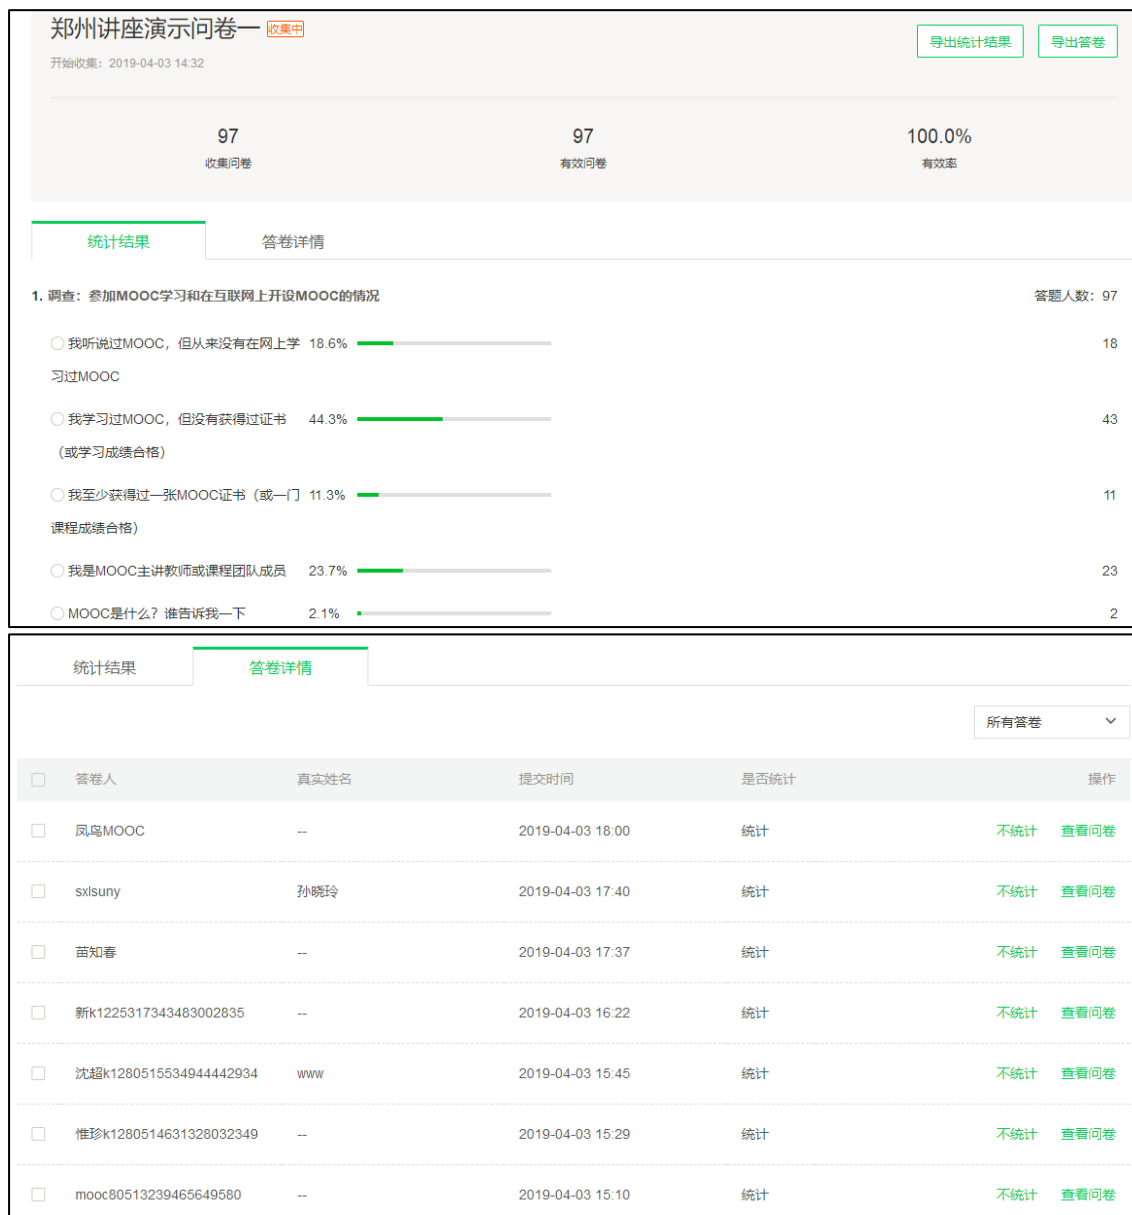 郑州讲座演示问卷一 收集中
导出统计结果 导出答卷
开始收集：2019-04-03 14:32
97 97 100.0%
收集问卷 有效问卷 有效率
统计结果 答卷详情
1. 调查：参加MOOC学习和在互联网上开设MOOC的情况 答题人数：97
我听说过MOOC，但从来没有在网上学 18.6% 18
习过MOOC
我学习过MOOC，但没有获得过证书 44.3% 43
（或学习成绩合格）
我至少获得过一张MOOC证书（或一门 11.3% 11
课程成绩合格）
我是MOOC主讲教师或课程团队成员 23.7% 23
MOOC是什么？谁告诉我一下 2.1% 2
统计结果 答卷详情
所有答卷
答卷人 真实姓名 提交时间 是否统计 操作
凤鸟MOOC -- 2019-04-03 18:00 统计 不统计 查看问卷
sxlsuny 孙晓玲 2019-04-03 17:40 统计 不统计 查看问卷
苗知春 -- 2019-04-03 17:37 统计 不统计 查看问卷
新k1225317343483002835 -- 2019-04-03 16:22 统计 不统计 查看问卷
沈超k1280515534944442934 www 2019-04-03 15:45 统计 不统计 查看问卷
惟珍k1280514631328032349 -- 2019-04-03 15:29 统计 不统计 查看问卷
mooc80513239465649580 -- 2019-04-03 15:10 统计 不统计 查看问卷